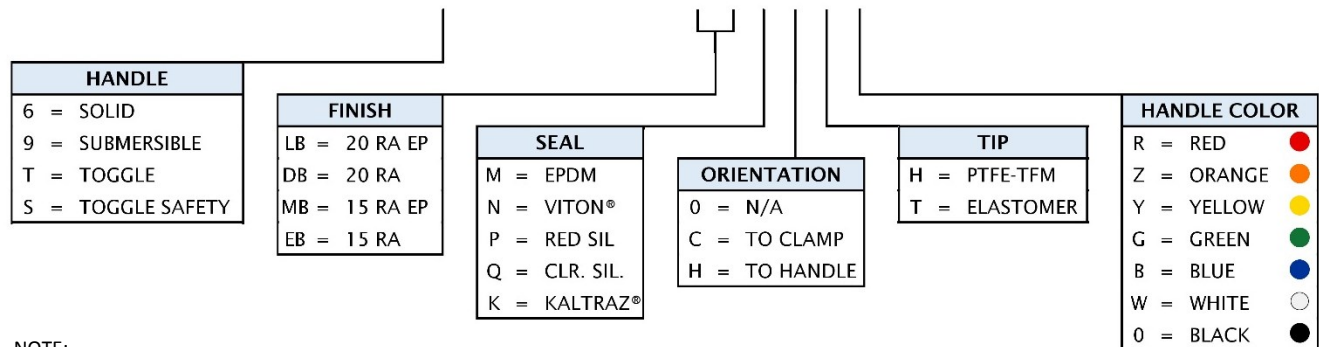 HANDLE
6 = SOLID
9 = SUBMERSIBLE
T = TOGGLE
S = TOGGLE SAFETY
FINISH
LB = 20 RA EP
DB = 20 RA
MB = 15 RA EP
EB = 15 RA
SEAL
M = EPDM
N = VITON®
P = RED SIL
Q = CLR. SIL.
K = KALTRAZ®
ORIENTATION
0 = N/A
C = TO CLAMP
H = TO HANDLE
TIP
H = PTFE-TFM
T = ELASTOMER
HANDLE COLOR
R = RED
Z = ORANGE
Y = YELLOW
G = GREEN
B = BLUE
W = WHITE
0 = BLACK
NOTE: